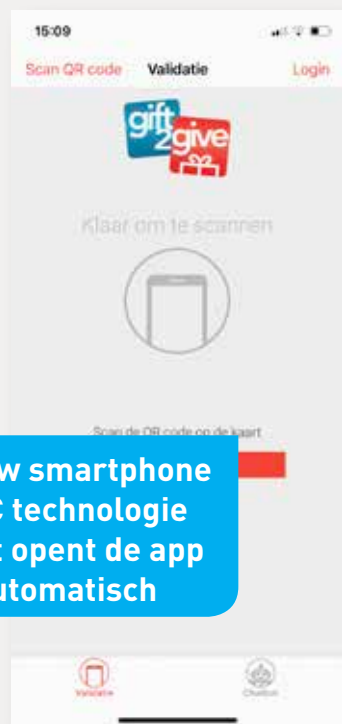 15:09
Scan QR code Validatie Login
gift
2give
Klaar om te scannen
Scan de QR code op de kaart
w smartphone
C technologie
t opent de app
utomatisch
Validatie
Chatbot